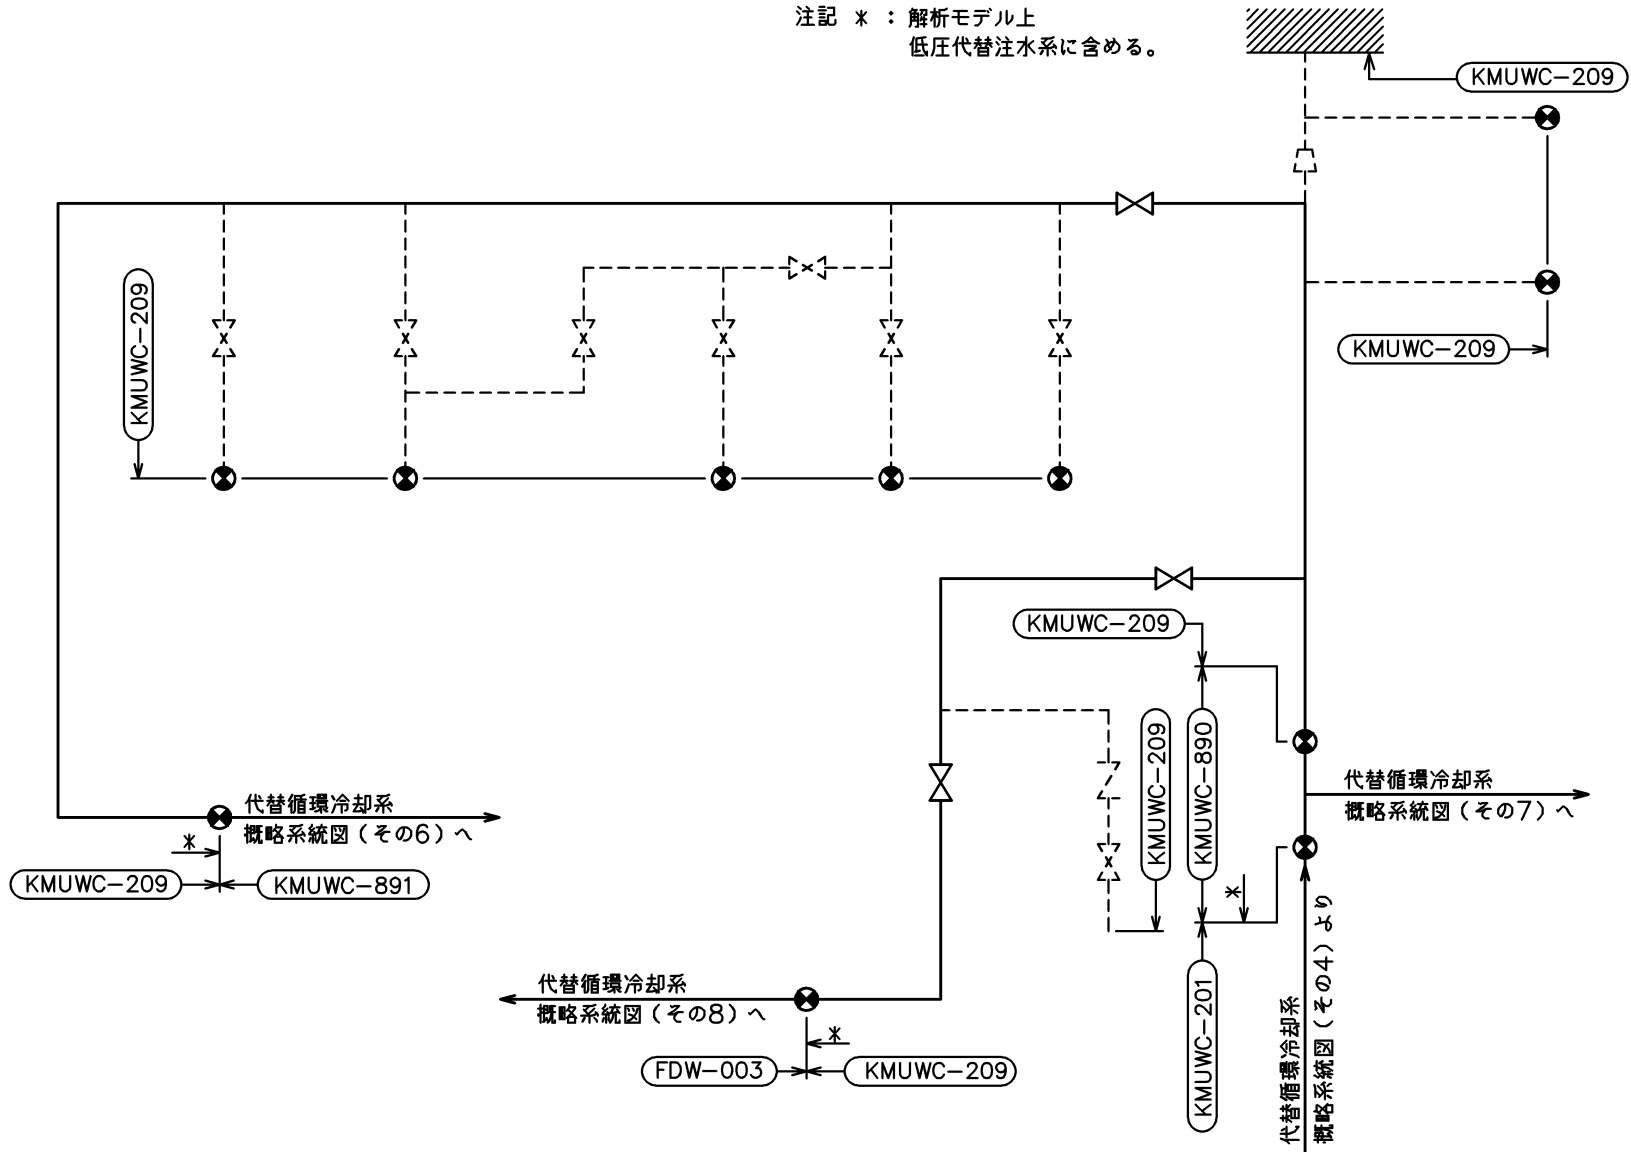 注記 * : 解析モデル上
低圧代替注水系に含める。
KMUWC-209
KMUWC-209
KMUWC-209
KMUWC-209
KMUWC-209
KMUWC-890
代替循環冷却系
概略系統図(その7)へ
代替循環冷却系
概略系統図(その6)へ
*
KMUWC-209
KMUWC-891
*
KMUWC-201
代替循環冷却系
概略系統図(その4)より
代替循環冷却系
概略系統図(その8)へ
*
FDW-003
KMUWC-209